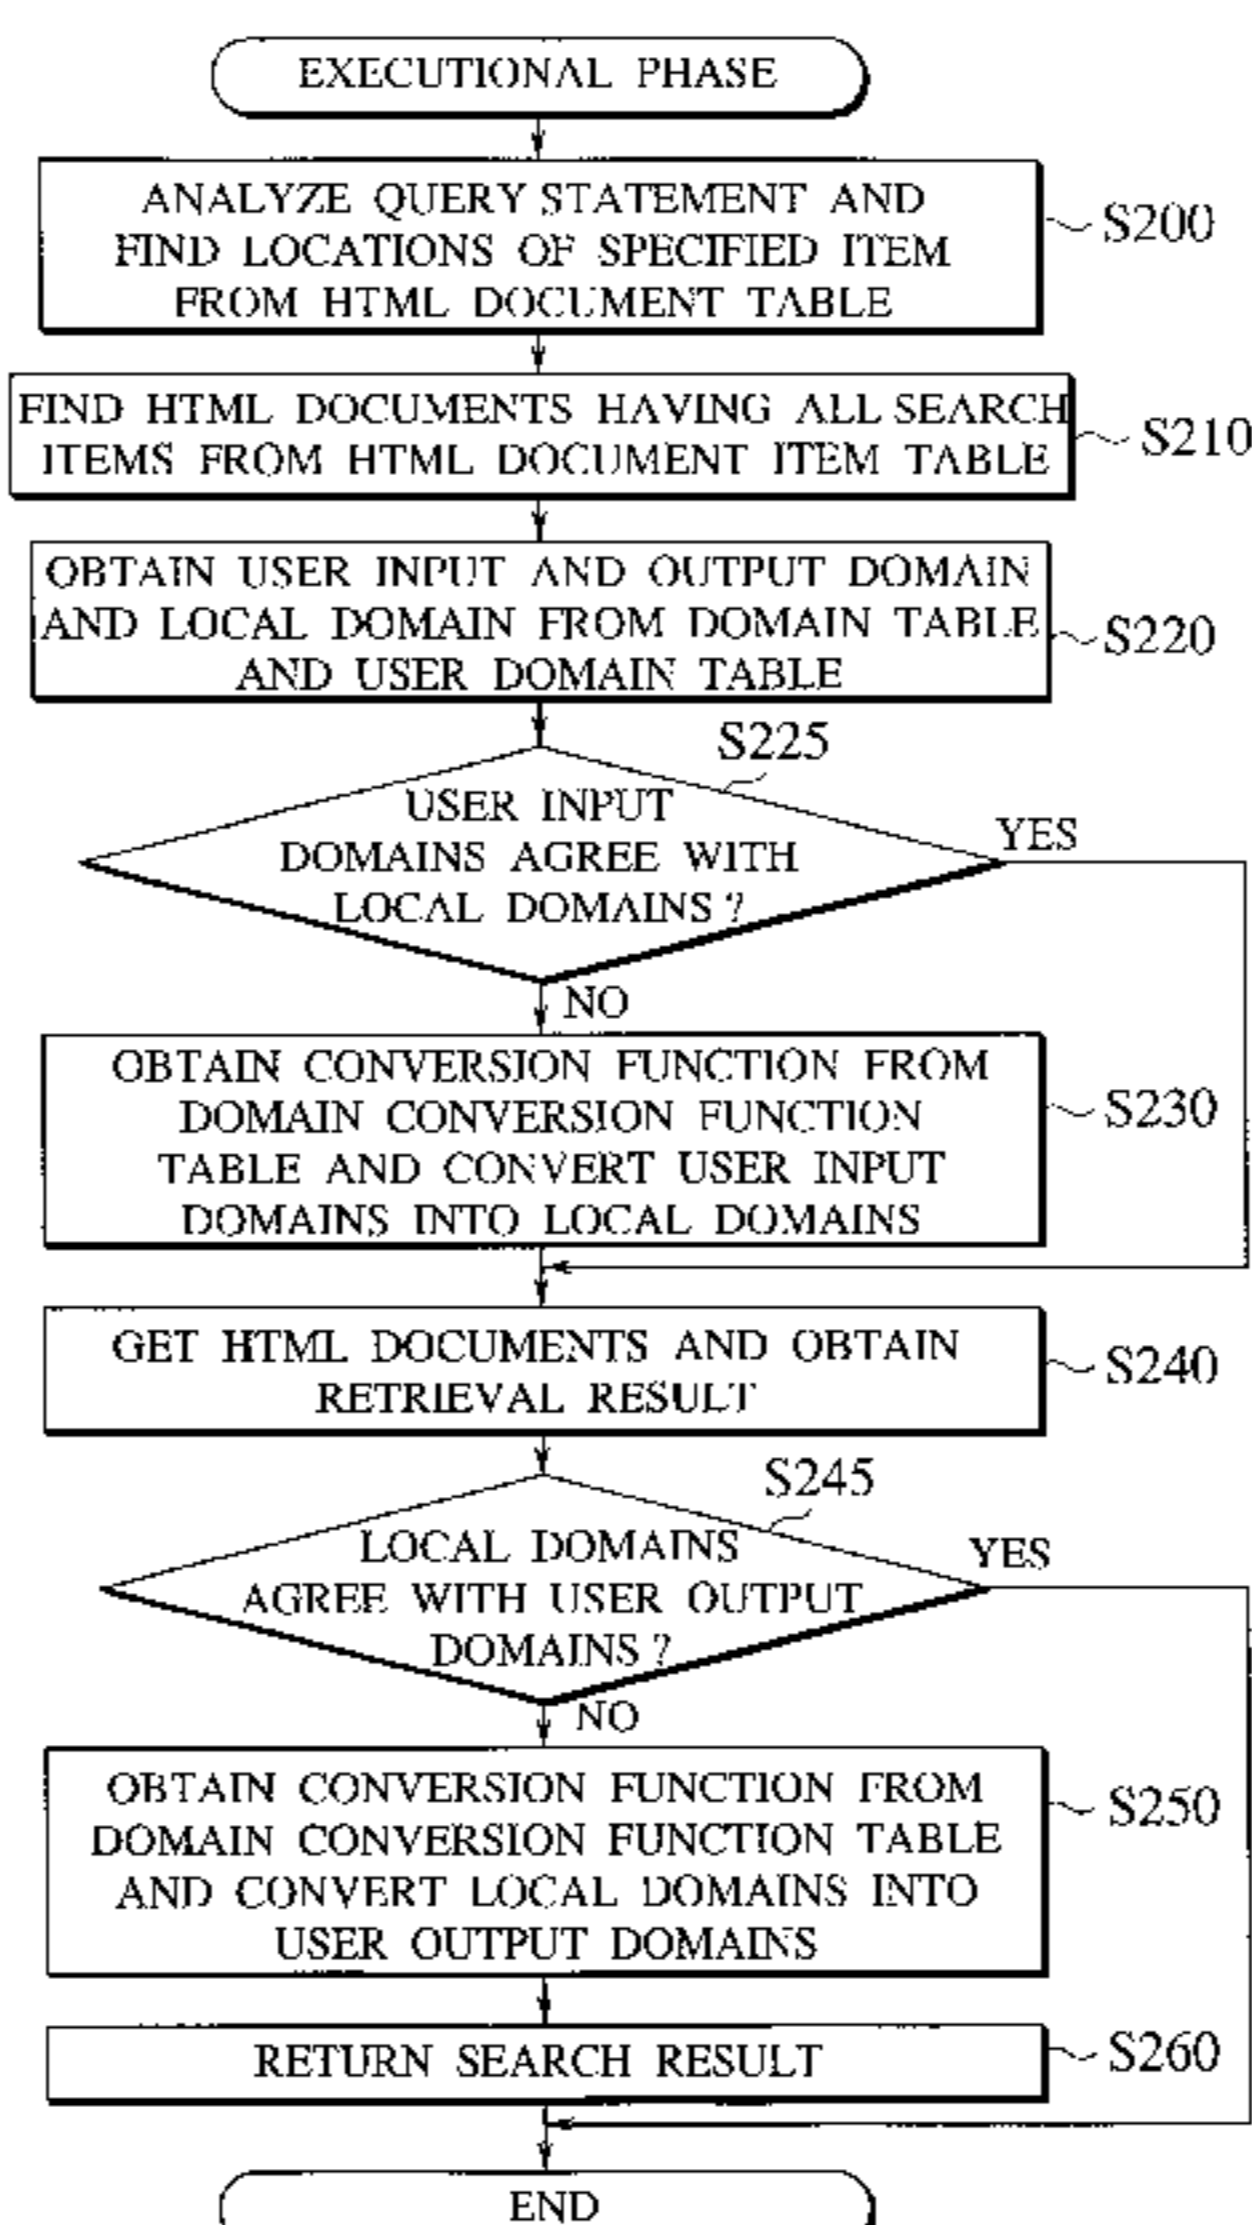 EXECUTIONAL PHASE
ANALYZE QUERY STATEMENT AND
FIND LOCATIONS OF SPECIFIED ITEM
FROM HTML DOCUMENT TABLE
S200
FIND HTML DOCUMENTS HAVING ALL SEARCH
ITEMS FROM HTML DOCUMENT ITEM TABLE
S210
OBTAIN USER INPUT AND OUTPUT DOMAIN
AND LOCAL DOMAIN FROM DOMAIN TABLE
AND USER DOMAIN TABLE
S220
S225
USER INPUT
DOMAINS AGREE WITH
LOCAL DOMAINS ?
YES
NO
OBTAIN CONVERSION FUNCTION FROM
DOMAIN CONVERSION FUNCTION
TABLE AND CONVERT USER INPUT
DOMAINS INTO LOCAL DOMAINS
S230
GET HTML DOCUMENTS AND OBTAIN
RETRIEVAL RESULT
S240
S245
LOCAL DOMAINS
AGREE WITH USER OUTPUT
DOMAINS ?
YES
NO
OBTAIN CONVERSION FUNCTION FROM
DOMAIN CONVERSION FUNCTION TABLE
AND CONVERT LOCAL DOMAINS INTO
USER OUTPUT DOMAINS
S250
RETURN SEARCH RESULT
S260
END